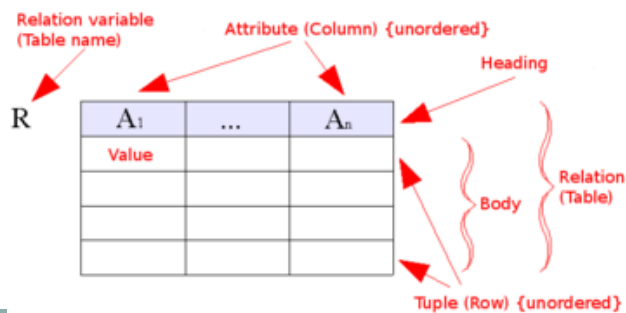 Relation variable
(Table name)
Attribute (Column) {unordered}
Heading
R
A1
...
An
Value
Relation
(Table)
Body
Tuple (Row) {unordered}